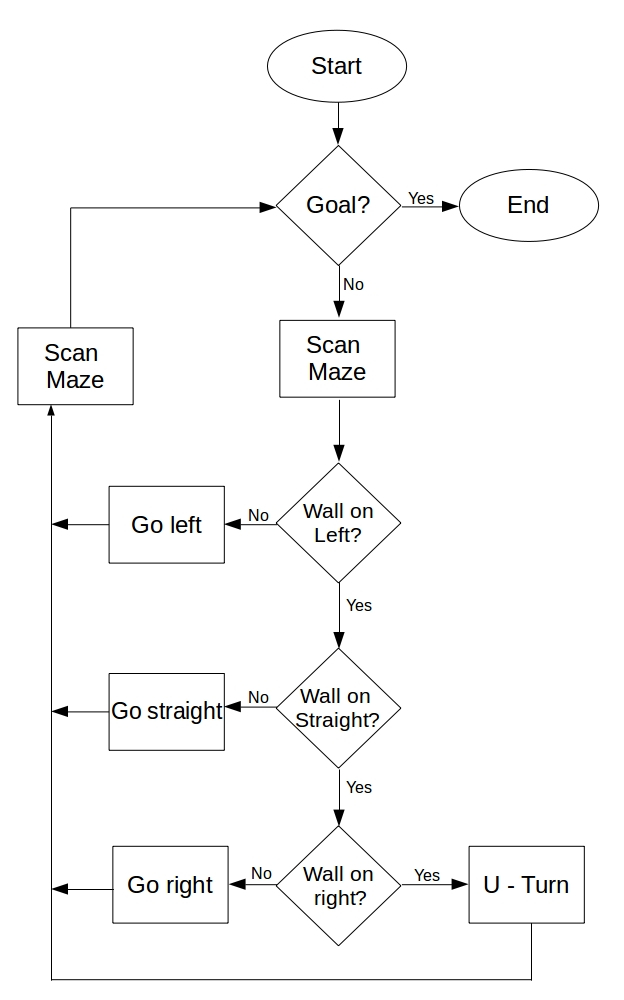 Start
Goal?
Yes
End
No
Scan
Maze
Scan
Maze
Wall on
Left?
No
Go left
Yes
Wall on
Straight?
No
Go straight
Yes
Wall on
right?
No
Go right
Yes
U - Turn